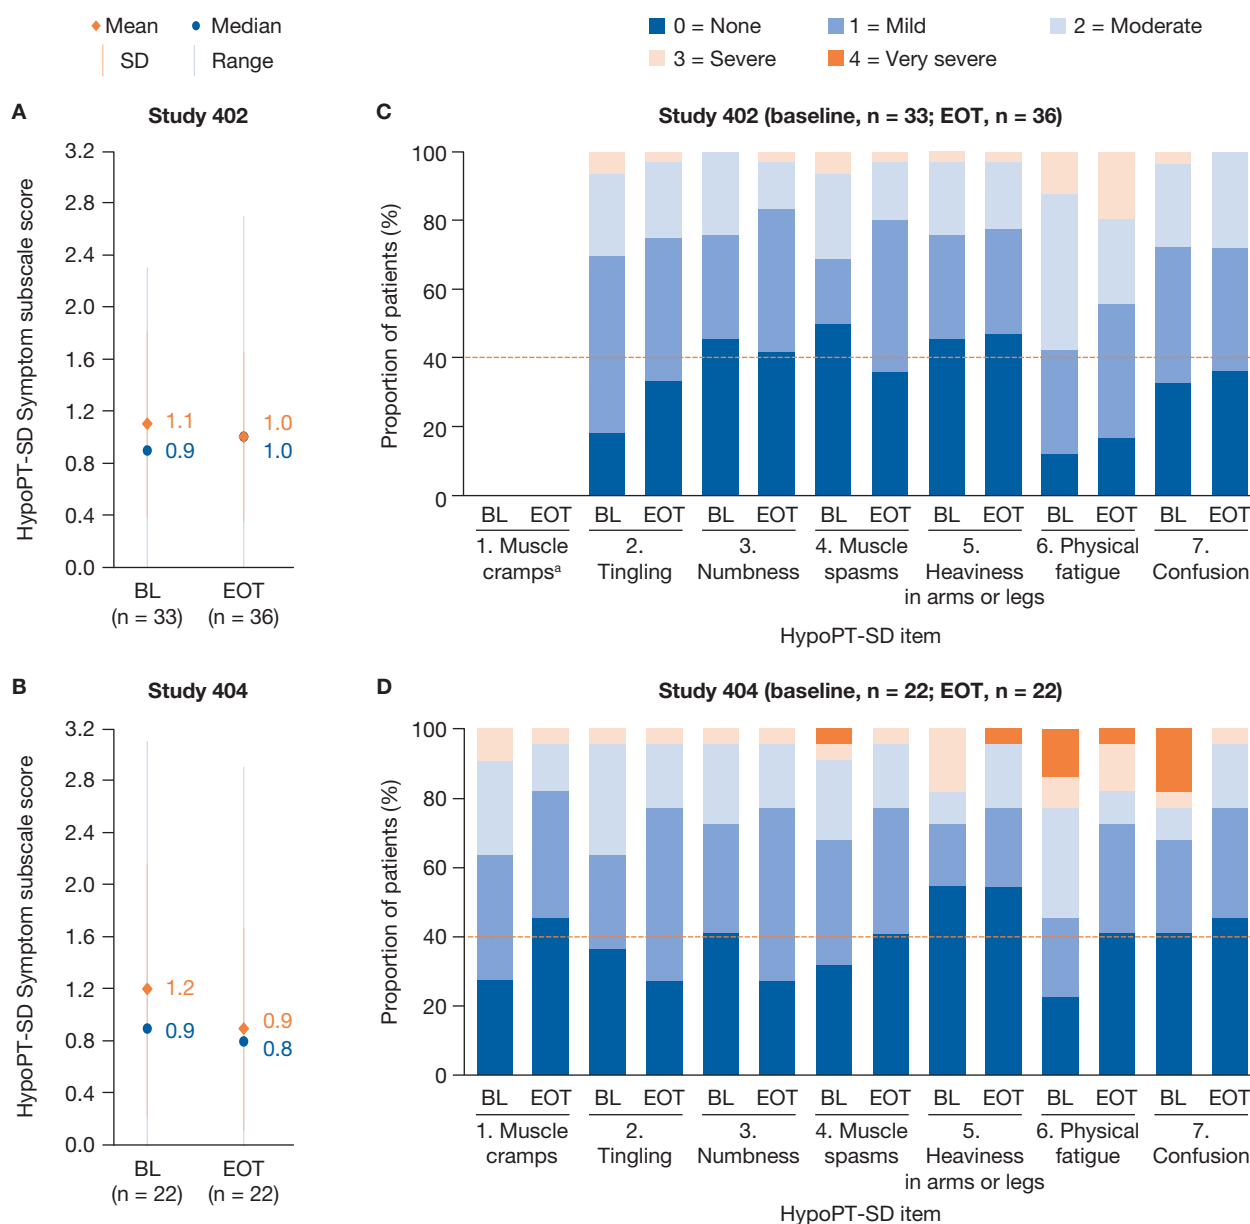 Mean
Median
SD
Range
0 = None
1 = Mild
2 = Moderate
3 = Severe
4 = Very severe
A
Study 402
HypoPT-SD Symptom subscale score
3.2
2.8
2.4
2.0
1.6
1.2
0.8
0.4
0.0
1.1
0.9
1.0
1.0
BL
(n = 33)
EOT
(n = 36)
C
Study 402 (baseline, n = 33; EOT, n = 36)
Proportion of patients (%)
100
80
60
40
20
0
BL EOT BL EOT BL EOT BL EOT BL EOT BL EOT BL EOT
1. Muscle
crampsᵃ
2.
Tingling
3.
Numbness
4. Muscle
spasms
5.
Heaviness
in arms or legs
6. Physical
fatigue
7.
Confusion
HypoPT-SD item
B
Study 404
HypoPT-SD Symptom subscale score
3.2
2.8
2.4
2.0
1.6
1.2
0.8
0.4
0.0
1.2
0.9
0.9
0.8
BL
(n = 22)
EOT
(n = 22)
D
Study 404 (baseline, n = 22; EOT, n = 22)
Proportion of patients (%)
100
80
60
40
20
0
BL EOT BL EOT BL EOT BL EOT BL EOT BL EOT BL EOT
1. Muscle
cramps
2.
Tingling
3.
Numbness
4. Muscle
spasms
5.
Heaviness
in arms or legs
6. Physical
fatigue
7.
Confusion
HypoPT-SD item